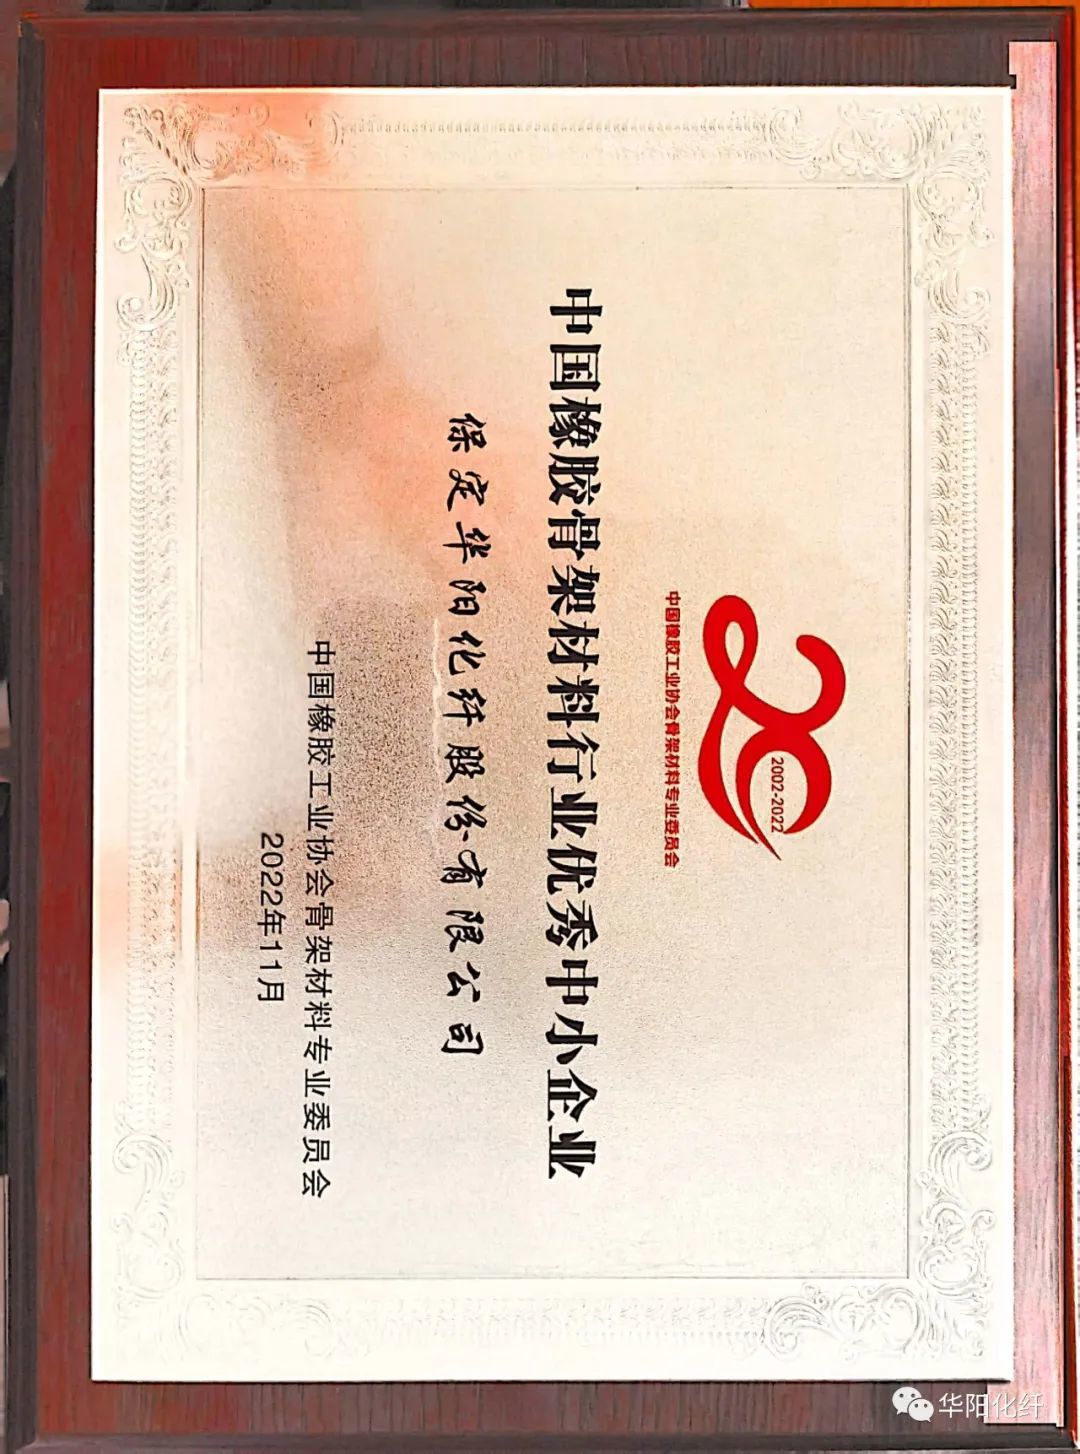 2002-2022
中国橡胶工业协会骨架材料专业委员会
中国橡胶骨架材料行业优秀中小企业
保定华阳化纤股份有限公司
中国橡胶工业协会骨架材料专业委员会
2022年11月
华阳化纤